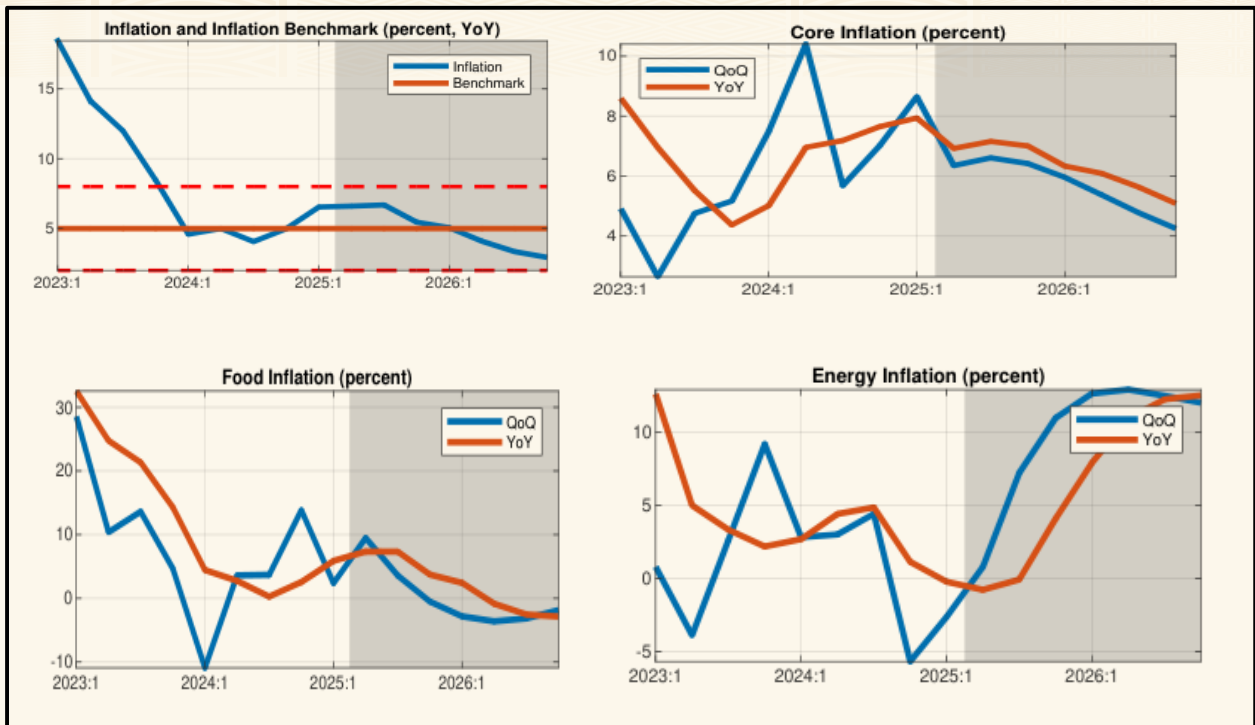 Inflation and Inflation Benchmark (percent, YoY)
Inflation
Benchmark
15
10
5
2023:1
2024:1
2025:1
2026:1
Core Inflation (percent)
QoQ
YoY
10
8
6
4
2023:1
2024:1
2025:1
2026:1
Food Inflation (percent)
QoQ
YoY
30
20
10
0
-10
2023:1
2024:1
2025:1
2026:1
Energy Inflation (percent)
QoQ
YoY
10
5
0
-5
2023:1
2024:1
2025:1
2026:1